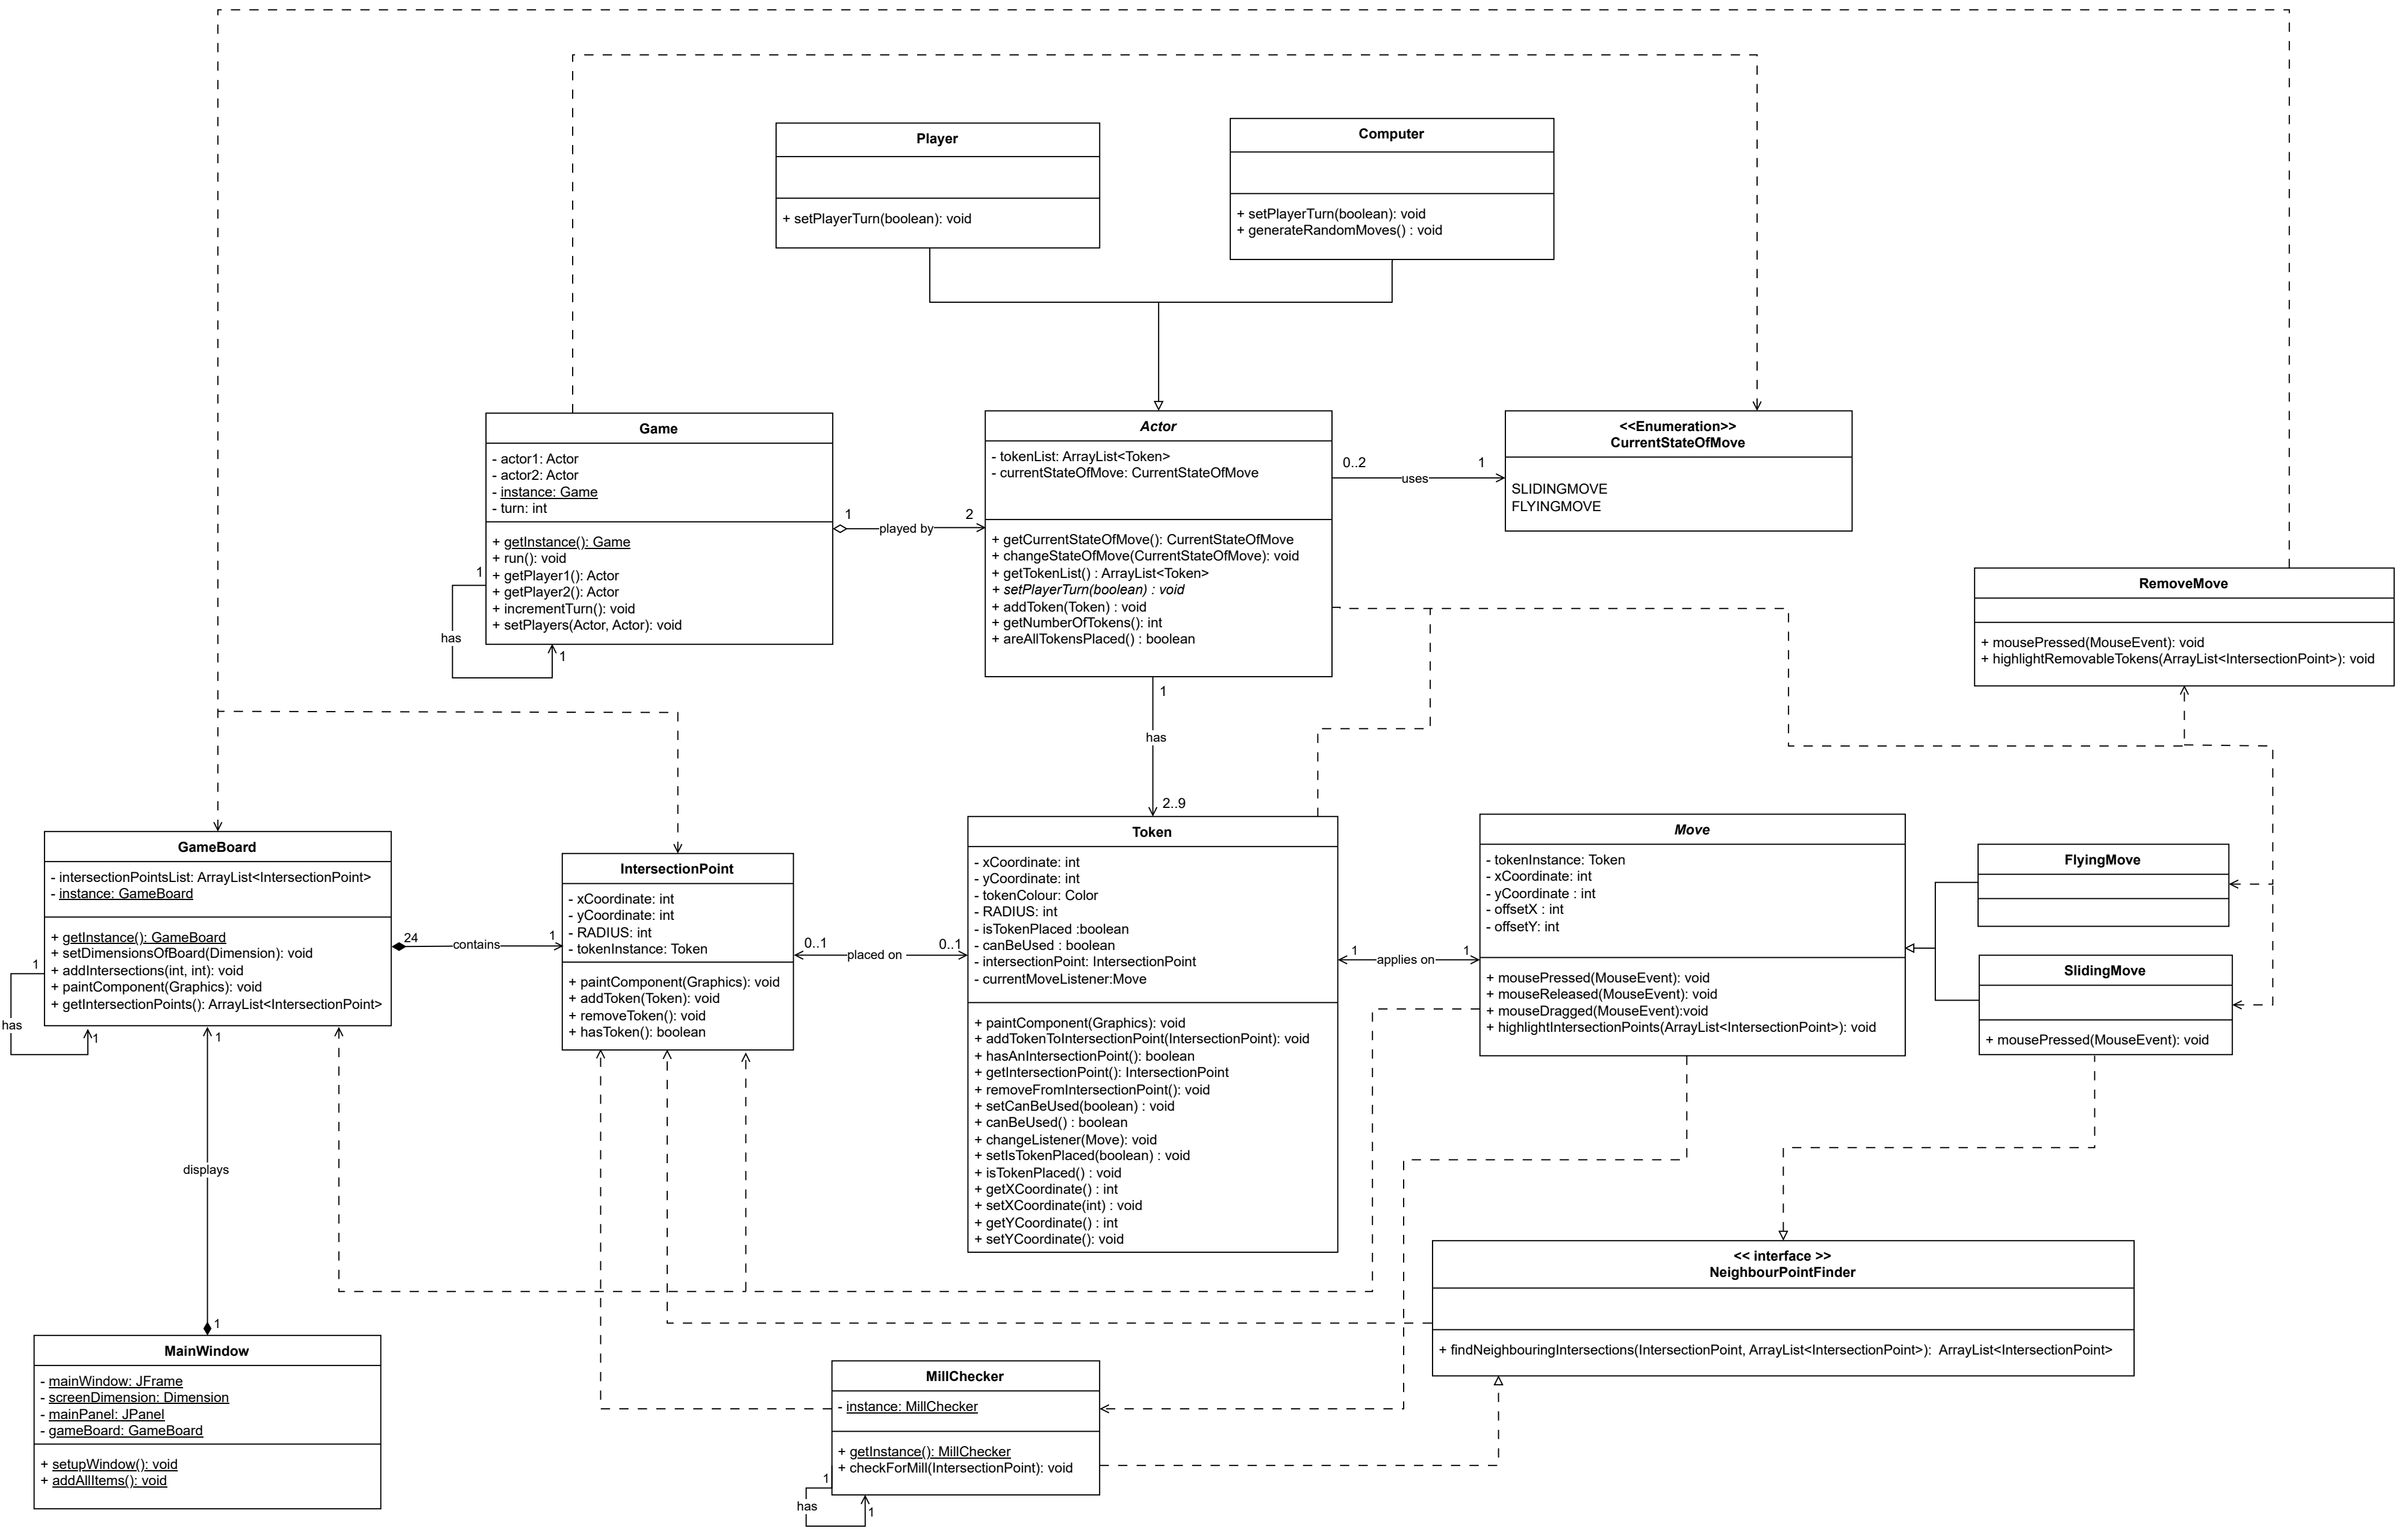 Player
+ setPlayerTurn(boolean): void
Computer
+ setPlayerTurn(boolean): void
+ generateRandomMoves() : void
Game
- actor1: Actor
- actor2: Actor
- instance: Game
- turn: int
+ getInstance(): Game
+ run(): void
+ getPlayer1(): Actor
+ getPlayer2(): Actor
+ incrementTurn(): void
+ setPlayers(Actor, Actor): void
1
has
1
1
played by
2
Actor
- tokenList: ArrayList<Token>
- currentStateOfMove: CurrentStateOfMove
+ getCurrentStateOfMove(): CurrentStateOfMove
+ changeStateOfMove(CurrentStateOfMove): void
+ getTokenList() : ArrayList<Token>
+ setPlayerTurn(boolean) : void
+ addToken(Token) : void
+ getNumberOfTokens(): int
+ areAllTokensPlaced() : boolean
0..2
uses
1
<<Enumeration>>
CurrentStateOfMove
SLIDINGMOVE
FLYINGMOVE
RemoveMove
+ mousePressed(MouseEvent): void
+ highlightRemovableTokens(ArrayList<IntersectionPoint>): void
1
has
2..9
GameBoard
- intersectionPointsList: ArrayList<IntersectionPoint>
- instance: GameBoard
+ getInstance(): GameBoard
+ setDimensionsOfBoard(Dimension): void
+ addIntersections(int, int): void
+ paintComponent(Graphics): void
+ getIntersectionPoints(): ArrayList<IntersectionPoint>
1
has
1
24
contains
1
IntersectionPoint
- xCoordinate: int
- yCoordinate: int
- RADIUS: int
- tokenInstance: Token
+ paintComponent(Graphics): void
+ addToken(Token): void
+ removeToken(): void
+ hasToken(): boolean
0..1
placed on
0..1
Token
- xCoordinate: int
- yCoordinate: int
- tokenColour: Color
- RADIUS: int
- isTokenPlaced :boolean
- canBeUsed : boolean
- intersectionPoint: IntersectionPoint
- currentMoveListener:Move
+ paintComponent(Graphics): void
+ addTokenToIntersectionPoint(IntersectionPoint): void
+ hasAnIntersectionPoint(): boolean
+ getIntersectionPoint(): IntersectionPoint
+ removeFromIntersectionPoint(): void
+ setCanBeUsed(boolean) : void
+ canBeUsed() : boolean
+ changeListener(Move): void
+ setIsTokenPlaced(boolean) : void
+ isTokenPlaced() : void
+ getXCoordinate() : int
+ setXCoordinate(int) : void
+ getYCoordinate() : int
+ setYCoordinate(): void
1
applies on
1
Move
- tokenInstance: Token
- xCoordinate: int
- yCoordinate : int
- offsetX : int
- offsetY: int
+ mousePressed(MouseEvent): void
+ mouseReleased(MouseEvent): void
+ mouseDragged(MouseEvent):void
+ highlightIntersectionPoints(ArrayList<IntersectionPoint>): void
FlyingMove
SlidingMove
+ mousePressed(MouseEvent): void
1
displays
1
MainWindow
- mainWindow: JFrame
- screenDimension: Dimension
- mainPanel: JPanel
- gameBoard: GameBoard
+ setupWindow(): void
+ addAllItems(): void
<< interface >>
NeighbourPointFinder
+ findNeighbouringIntersections(IntersectionPoint, ArrayList<IntersectionPoint>): ArrayList<IntersectionPoint>
MillChecker
- instance: MillChecker
+ getInstance(): MillChecker
+ checkForMill(IntersectionPoint): void
1
has
1